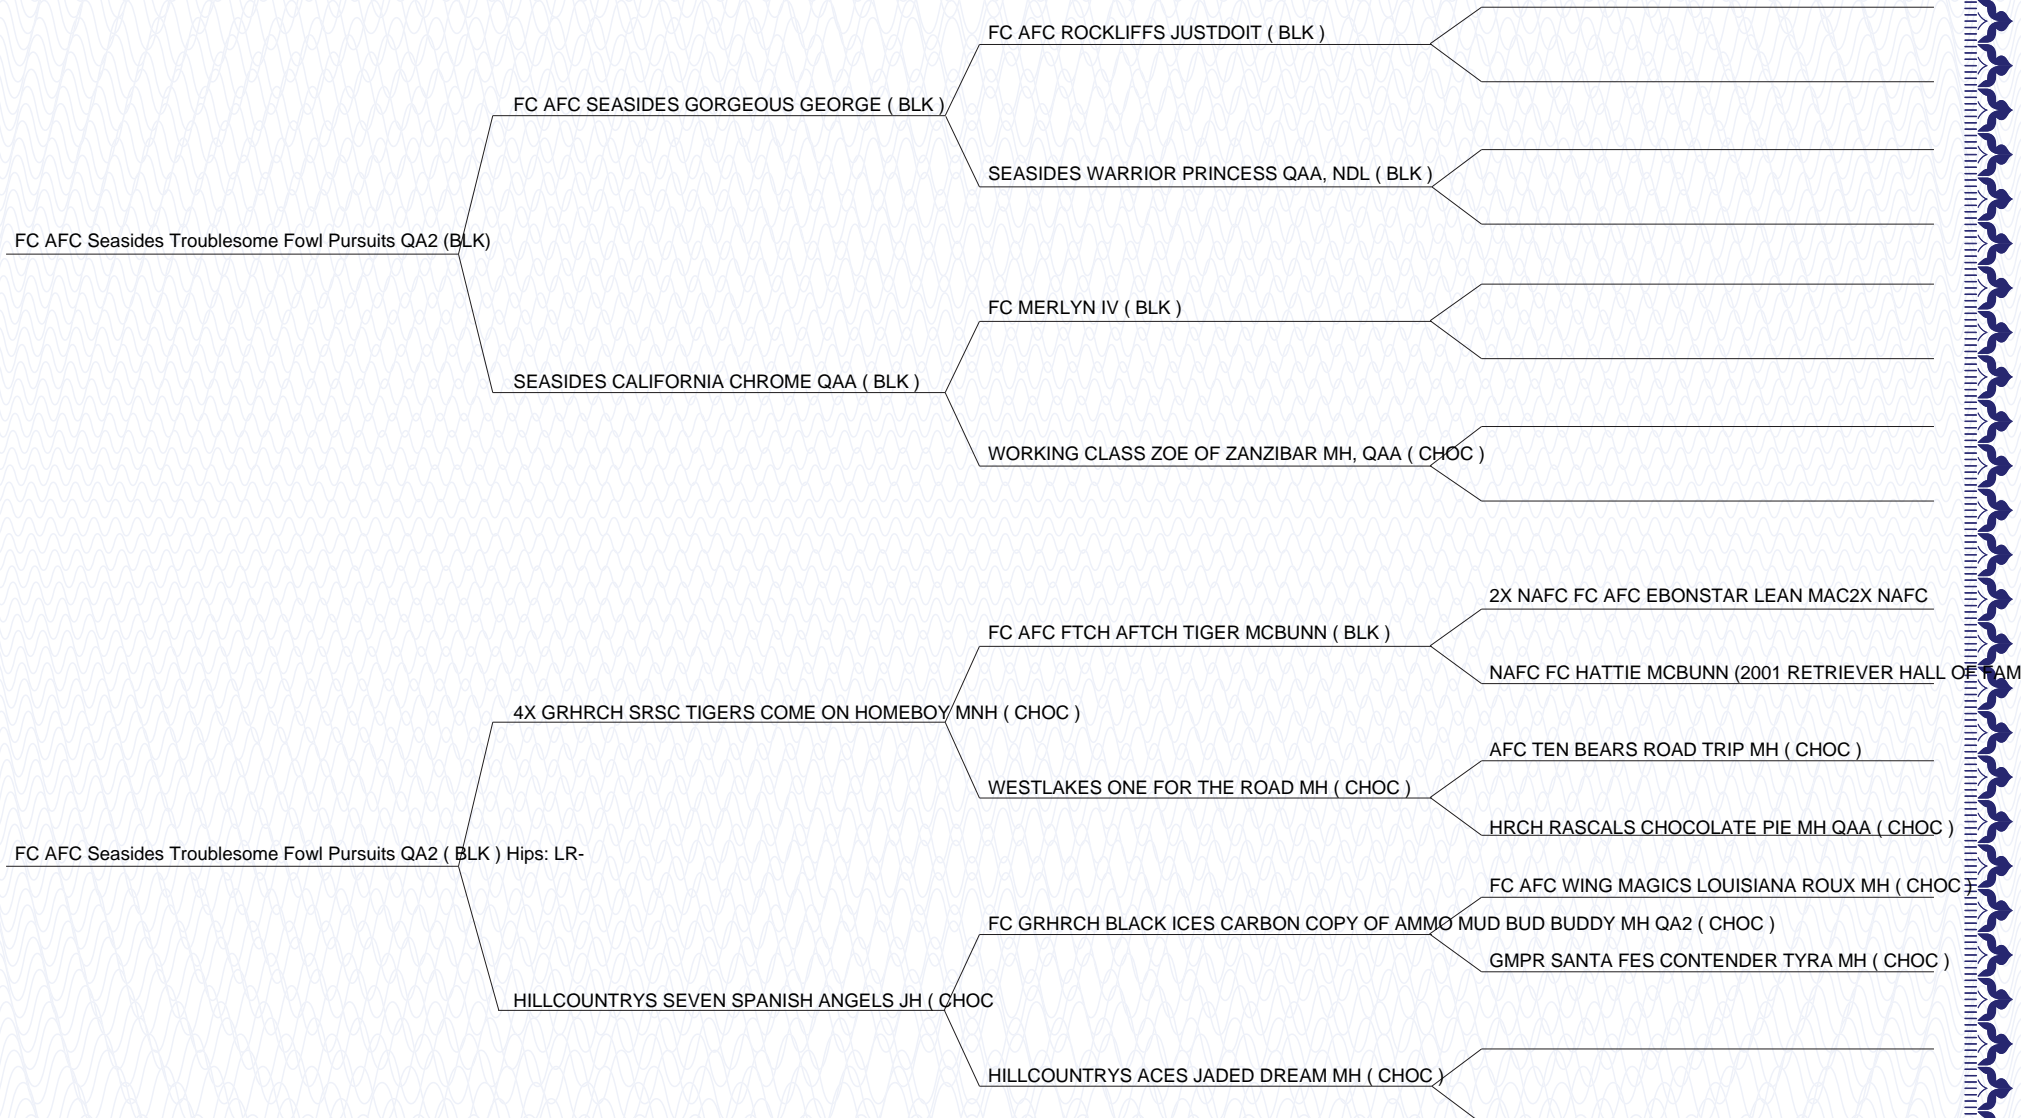 FC AFC ROCKLIFFS JUSTDOIT ( BLK )
FC AFC SEASIDES GORGEOUS GEORGE ( BLK )
SEASIDES WARRIOR PRINCESS QAA, NDL ( BLK )
FC AFC Seasides Troublesome Fowl Pursuits QA2 (BLK)
FC MERLYN IV ( BLK )
SEASIDES CALIFORNIA CHROME QAA ( BLK )
WORKING CLASS ZOE OF ZANZIBAR MH, QAA ( CHOC )
2X NAFC FC AFC EBONSTAR LEAN MAC2X NAFC
FC AFC FTCH AFTCH TIGER MCBUNN ( BLK )
NAFC FC HATTIE MCBUNN (2001 RETRIEVER HALL OF FAM
4X GRHRCH SRSC TIGERS COME ON HOMEBOY MNH ( CHOC )
AFC TEN BEARS ROAD TRIP MH ( CHOC )
WESTLAKES ONE FOR THE ROAD MH ( CHOC )
HRCH RASCALS CHOCOLATE PIE MH QAA ( CHOC )
FC AFC Seasides Troublesome Fowl Pursuits QA2 ( BLK ) Hips: LR-
FC AFC WING MAGICS LOUISIANA ROUX MH ( CHOC )
FC GRHRCH BLACK ICES CARBON COPY OF AMMO MUD BUD BUDDY MH QA2 ( CHOC )
GMPR SANTA FES CONTENDER TYRA MH ( CHOC )
HILLCOUNTRYS SEVEN SPANISH ANGELS JH ( CHOC
HILLCOUNTRYS ACES JADED DREAM MH ( CHOC )